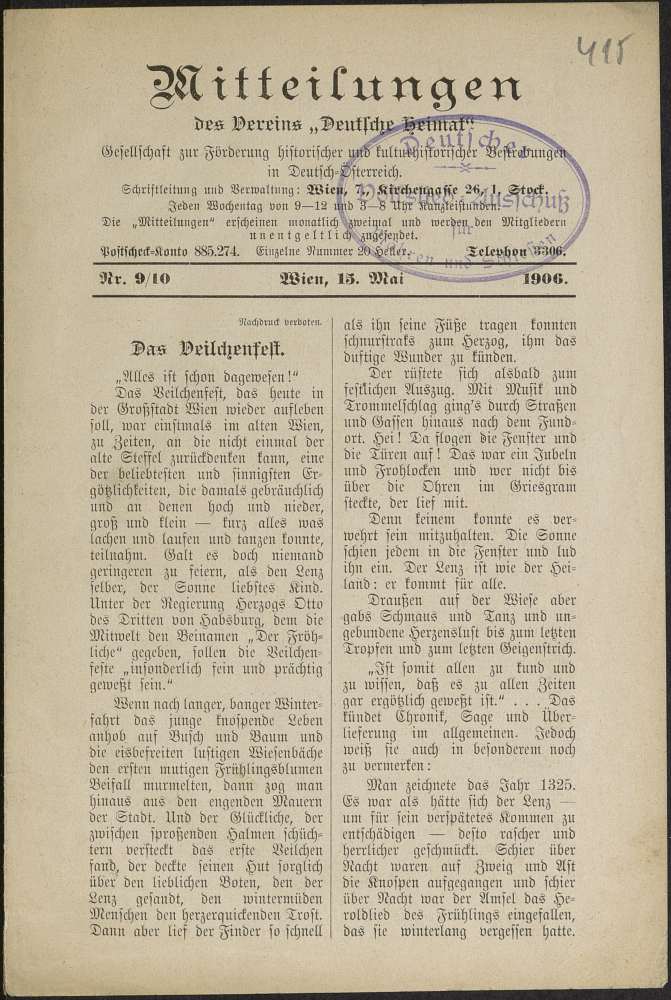 415
Mitteilungen
des Vereins „Deutsche Heimat“
Gesellschaft zur Förderung historischer und kulturhistorischer Bestrebungen
in Deutsch-Österreich.
Schriftleitung und Verwaltung: Wien, 7., Kirchengasse 26, 1. Stock.
Jeden Wochentag von 9—12 und 3—8 Uhr Kanzleistunden.
Die „Mitteilungen“ erscheinen monatlich zweimal und werden den Mitgliedern
unentgeltlich zugesendet.
Postscheck-Konto 885.274. Einzelne Nummer 20 Heller. Telephon 3306.
Deutscher
Ausschuß
für
und
Nr. 9/10 Wien, 15. Mai 1906.
Nachdruck verboten.
Das Veilchenfest.
„Alles ist schon dagewesen!“
Das Veilchenfest, das heute in
der Großstadt Wien wieder aufleben
soll, war einstmals im alten Wien,
zu Zeiten, an die nicht einmal der
alte Steffel zurückdenken kann, eine
der beliebtesten und sinnigsten Er-
götzlichkeiten, die damals gebräuchlich
und an denen hoch und nieder,
groß und klein — kurz alles was
lachen und laufen und tanzen konnte,
teilnahm. Galt es doch niemand
geringeren zu feiern, als den Lenz
selber, der Sonne liebstes Kind.
Unter der Regierung Herzogs Otto
des Dritten von Habsburg, dem die
Mitwelt den Beinamen „Der Fröh-
liche“ gegeben, sollen die Veilchen-
feste „insonderlich fein und prächtig
gewest sein.“
Wenn nach langer, banger Winter-
fahrt das junge knospende Leben
anhob auf Busch und Baum und
die eisbefreiten lustigen Wiesenbäche
den ersten mutigen Frühlingsblumen
Beifall murmelten, dann zog man
hinaus aus den engenden Mauern
der Stadt. Und der Glückliche, der
zwischen sproßenden Halmen schüch-
tern versteckt das erste Veilchen
fand, der deckte seinen Hut sorglich
über den lieblichen Boten, den der
Lenz gesandt, den wintermüden
Menschen den herzerquickenden Trost.
Dann aber lief der Finder so schnell
als ihn seine Füße tragen konnten
schnurstraks zum Herzog, ihm das
duftige Wunder zu künden.
Der rüstete sich alsbald zum
festlichen Auszug. Mit Musik und
Trommelschlag ging's durch Straßen
und Gassen hinaus nach dem Fund-
ort. Hei! Da flogen die Fenster und
die Türen auf! Das war ein Jubeln
und Frohlocken und wer nicht bis
über die Ohren im Griesgram
steckte, der lief mit.
Denn keinem konnte es ver-
wehrt sein mitzuhalten. Die Sonne
schien jedem in die Fenster und lud
ihn ein. Der Lenz ist wie der Hei-
land: er kommt für alle.
Draußen auf der Wiese aber
gabs Schmaus und Tanz und un-
gebundene Herzenslust bis zum letzten
Tropfen und zum letzten Geigenstrich.
„Ist somit allen zu kund und
zu wissen, daß es zu allen Zeiten
gar ergötzlich gewest ist.“ . . . Das
kündet Chronik, Sage und Über-
lieferung im allgemeinen. Jedoch
weiß sie auch in besonderem noch
zu vermerken:
Man zeichnete das Jahr 1325.
Es war als hätte sich der Lenz —
um für sein verspätetes Kommen zu
entschädigen — desto rascher und
herrlicher geschmückt. Schier über
Nacht waren auf Zweig und Ast
die Knospen aufgegangen und schier
über Nacht war der Amsel das He-
roldlied des Frühlings eingefallen,
das sie winterlang vergessen hatte.